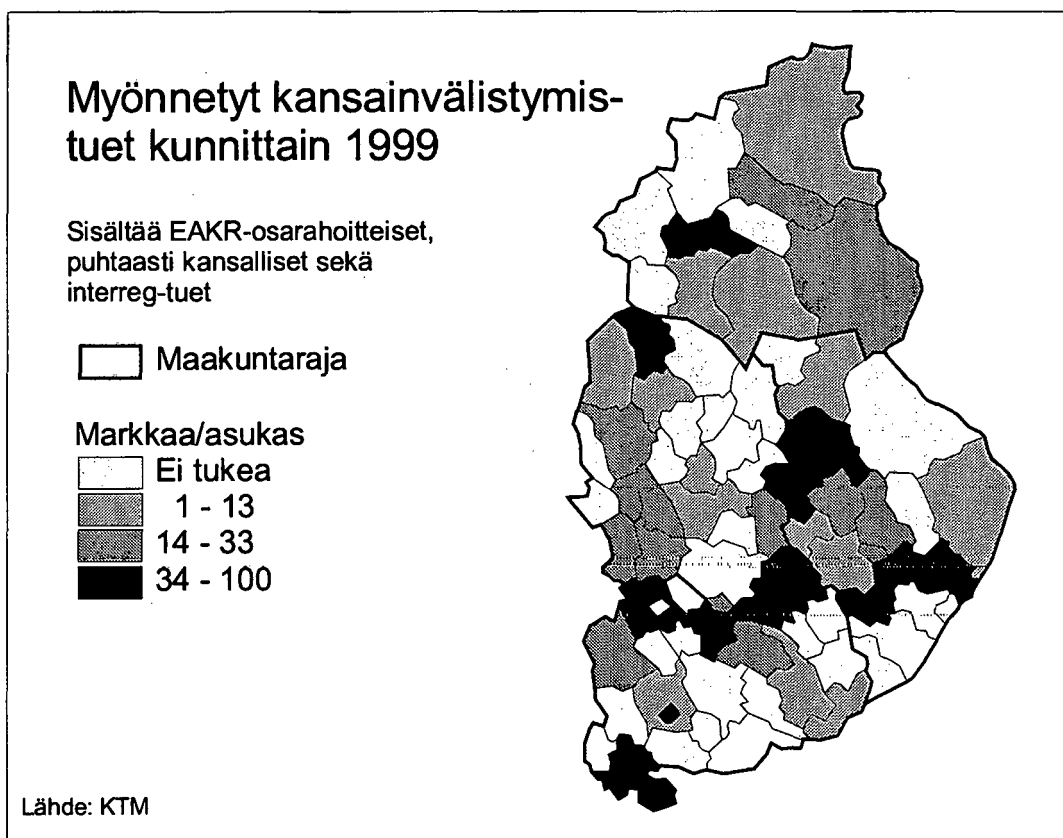 Myönnetyt kansainvälistymis-
tuet kunnittain 1999
Sisältää EAKR-osarahoitteiset,
puhtaasti kansalliset sekä
interreg-tuet
Maakuntaraja
Markkaa/asukas
Ei tukea
1 - 13
14 - 33
34 - 100
Lähde: KTM